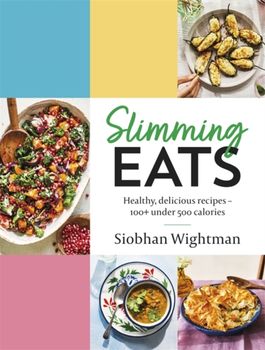 Slimming
EATS
Healthy, delicious recipes –
100+ under 500 calories
Siobhan Wightman